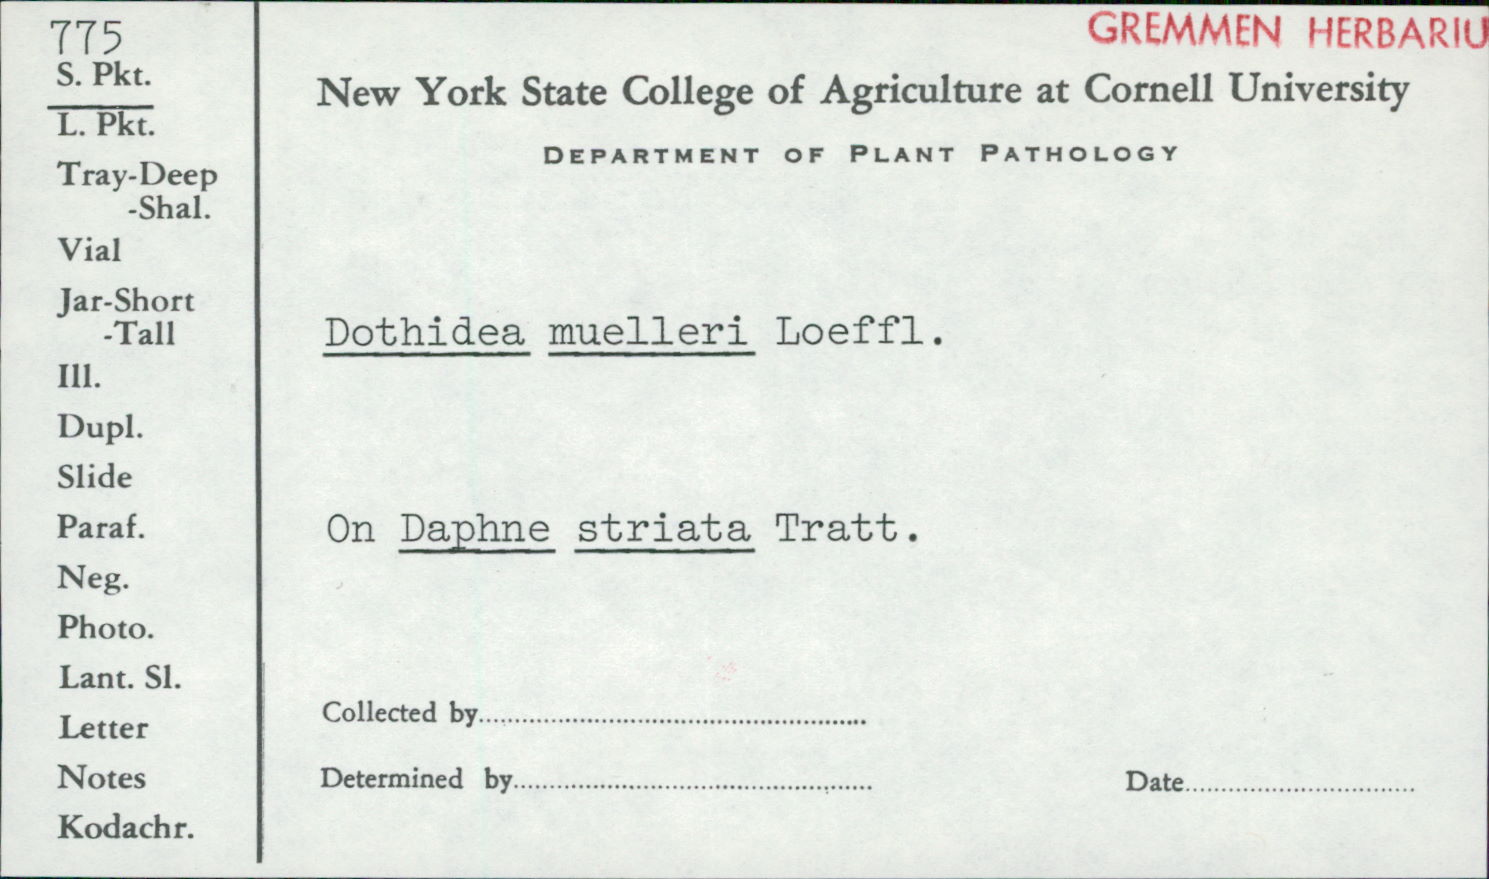 775
S. Pkt.
L. Pkt.
Tray-Deep
-Shal.
Vial
Jar-Short
-Tall
Ill.
Dupl.
Slide
Paraf.
Neg.
Photo.
Lant. Sl.
Letter
Notes
Kodachr.
GREMMEN HERBARIU
New York State College of Agriculture at Cornell University
DEPARTMENT OF PLANT PATHOLOGY
Dothidea muelleri Loeffl.
On Daphne striata Tratt.
Collected by
Determined by
Date